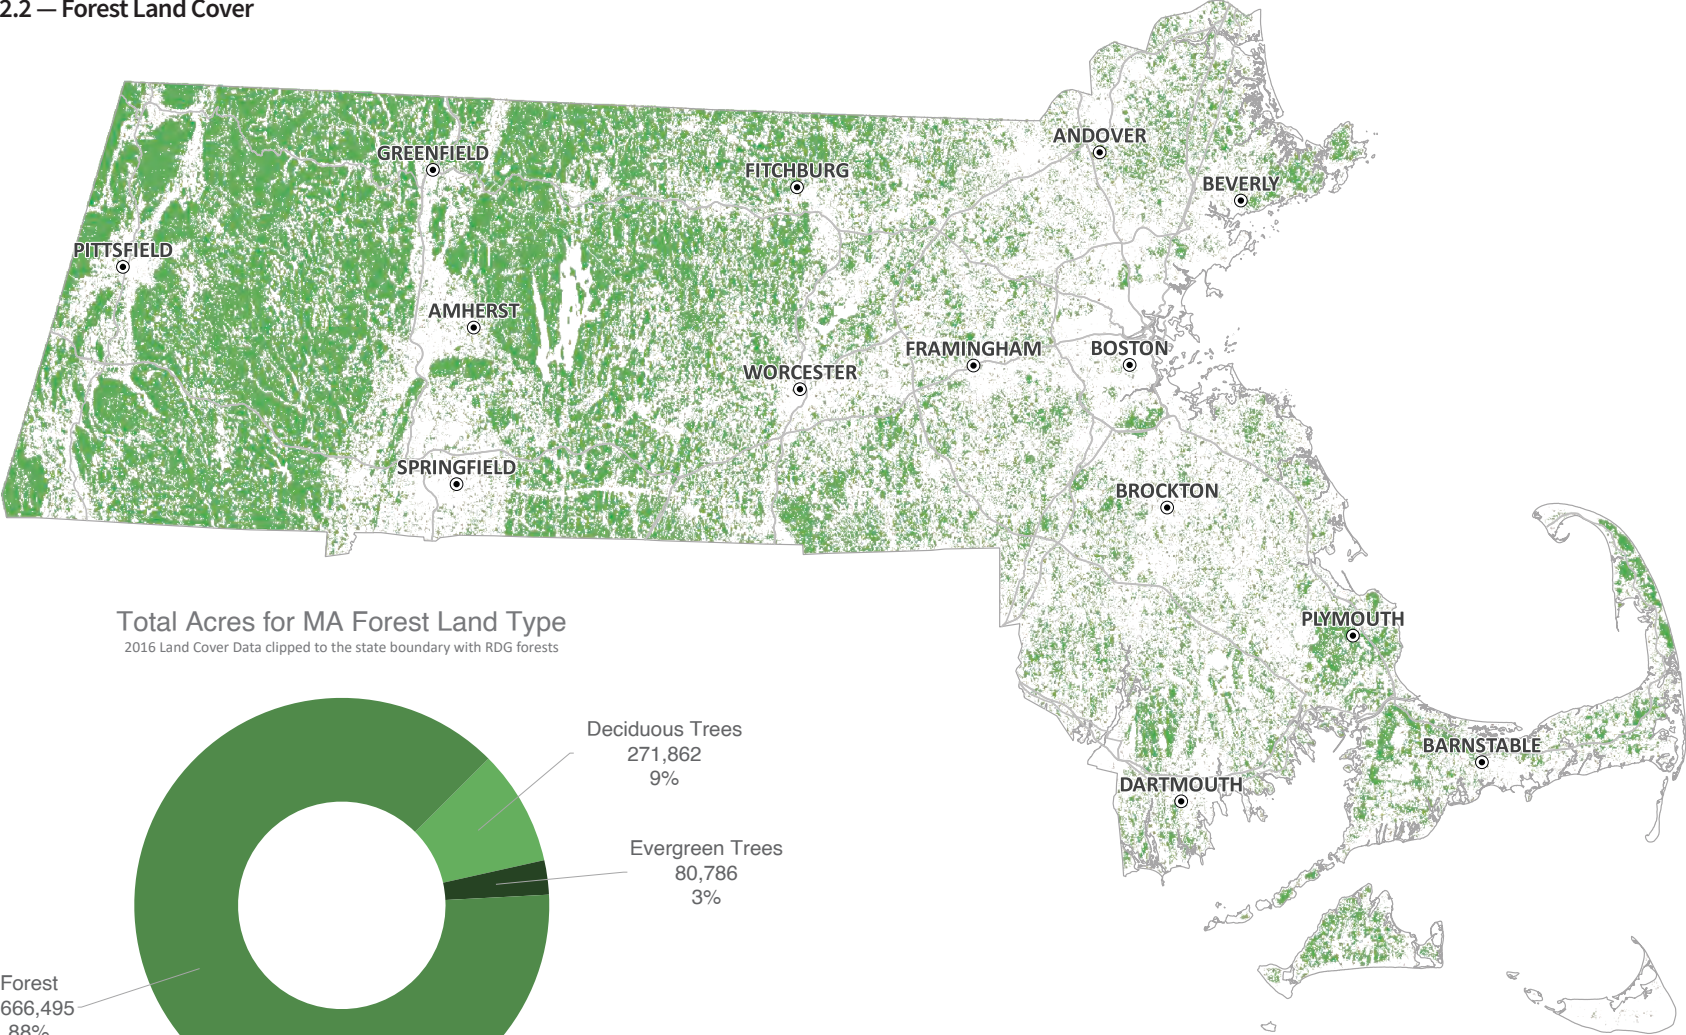 2.2 — Forest Land Cover
ANDOVER
GREENFIELD
FITCHBURG
BEVERLY
PITTSFIELD
AMHERST
FRAMINGHAM
BOSTON
WORCESTER
SPRINGFIELD
BROCKTON
PLYMOUTH
BARNSTABLE
DARTMOUTH
Total Acres for MA Forest Land Type
2016 Land Cover Data clipped to the state boundary with RDG forests
Deciduous Trees
271,862
9%
Evergreen Trees
80,786
3%
Forest
666,495
88%